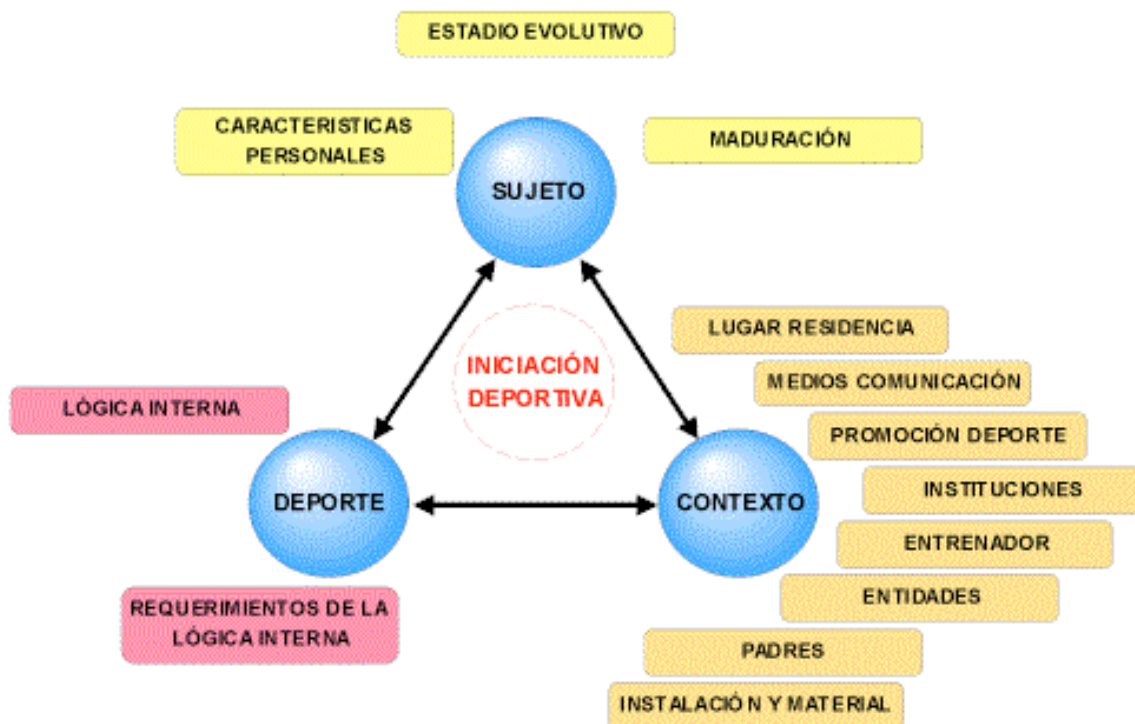 ESTADIO EVOLUTIVO
CARACTERISTICAS
PERSONALES
MADURACIÓN
SUJETO
LUGAR RESIDENCIA
INICIACIÓN
DEPORTIVA
MEDIOS COMUNICACIÓN
LÓGICA INTERNA
PROMOCIÓN DEPORTE
INSTITUCIONES
DEPORTE
CONTEXTO
ENTRENADOR
ENTIDADES
REQUERIMIENTOS DE LA
LÓGICA INTERNA
PADRES
INSTALACIÓN Y MATERIAL